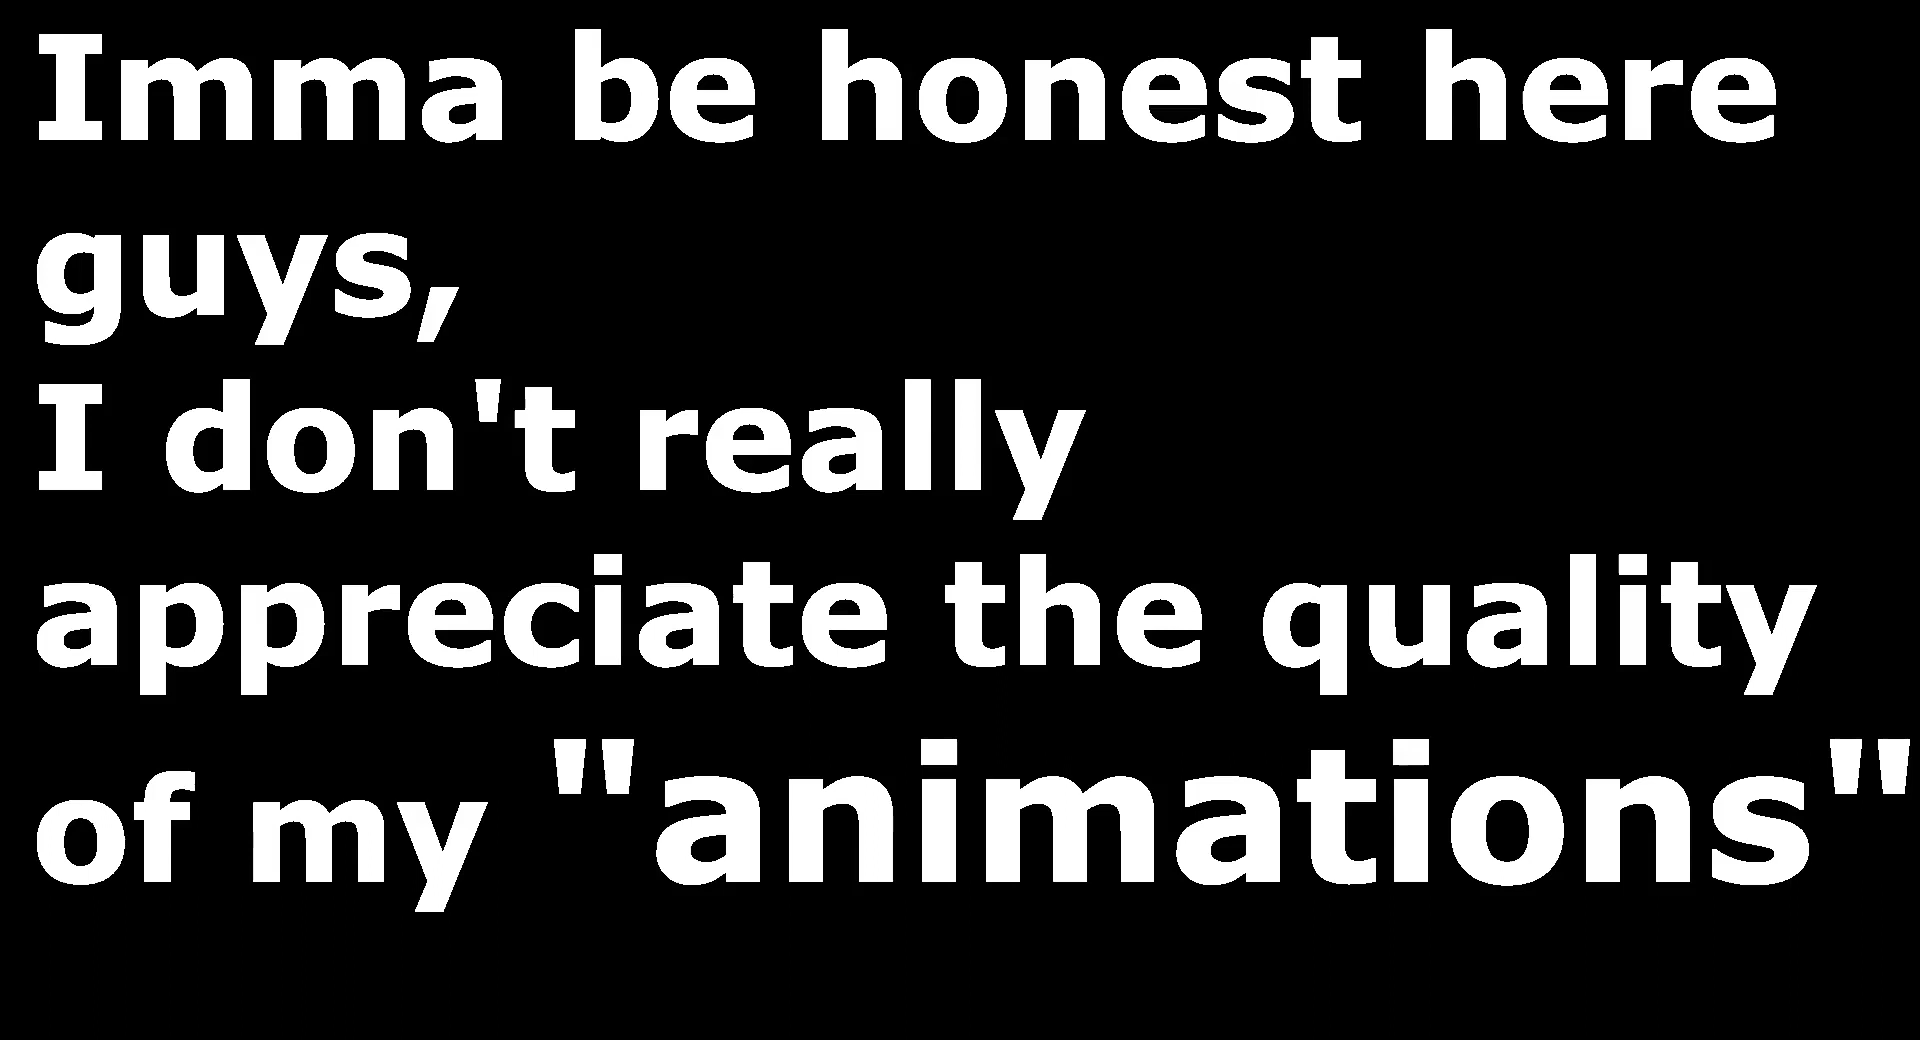 Imma be honest here
guys,
I don't really
appreciate the quality
of my "animations"